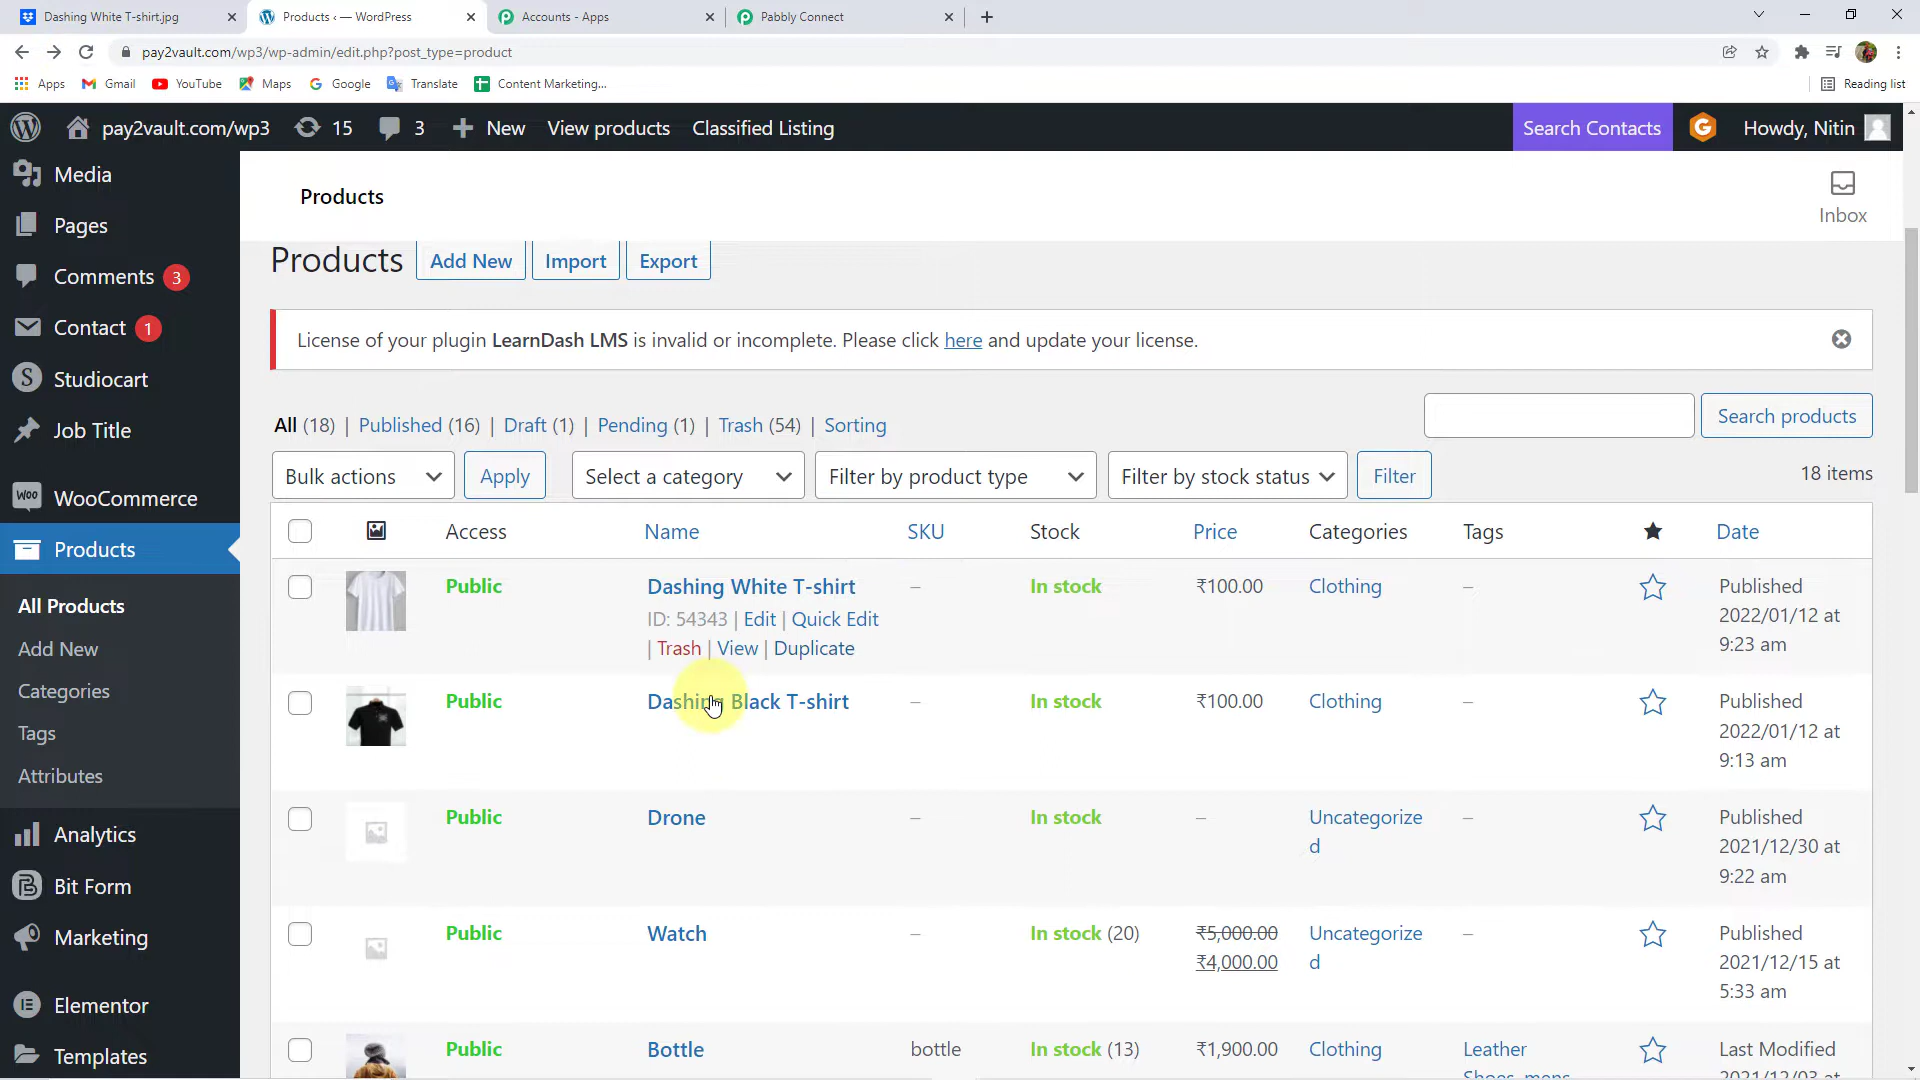 Dashing White T-shirt.jpg
Products ‹ — WordPress
Accounts - Apps
Pabbly Connect
pay2vault.com/wp3/wp-admin/edit.php?post_type=product
Apps Gmail YouTube Maps Google Translate Content Marketing... Reading list
pay2vault.com/wp3 15 3 New View products Classified Listing Search Contacts Howdy, Nitin
Media
Pages
Comments 3
Contact 1
Studiocart
Job Title
WooCommerce
Products
All Products
Add New
Categories
Tags
Attributes
Analytics
Bit Form
Marketing
Elementor
Templates
Products
Inbox
Products Add New Import Export
License of your plugin LearnDash LMS is invalid or incomplete. Please click here and update your license.
All (18) | Published (16) | Draft (1) | Pending (1) | Trash (54) | Sorting
Search products
Bulk actions Apply Select a category Filter by product type Filter by stock status Filter 18 items
Access Name SKU Stock Price Categories Tags Date
Public Dashing White T-shirt – In stock ₹100.00 Clothing – Published
ID: 54343 | Edit | Quick Edit 2022/01/12 at
| Trash | View | Duplicate 9:23 am
Public Dashing Black T-shirt – In stock ₹100.00 Clothing – Published
2022/01/12 at
9:13 am
Public Drone – In stock – Uncategorize – Published
d 2021/12/30 at
9:22 am
Public Watch – In stock (20) ₹5,000.00 Uncategorize – Published
₹4,000.00 d 2021/12/15 at
5:33 am
Public Bottle bottle In stock (13) ₹1,900.00 Clothing Leather Last Modified
Shoes, mens 2021/12/03 at